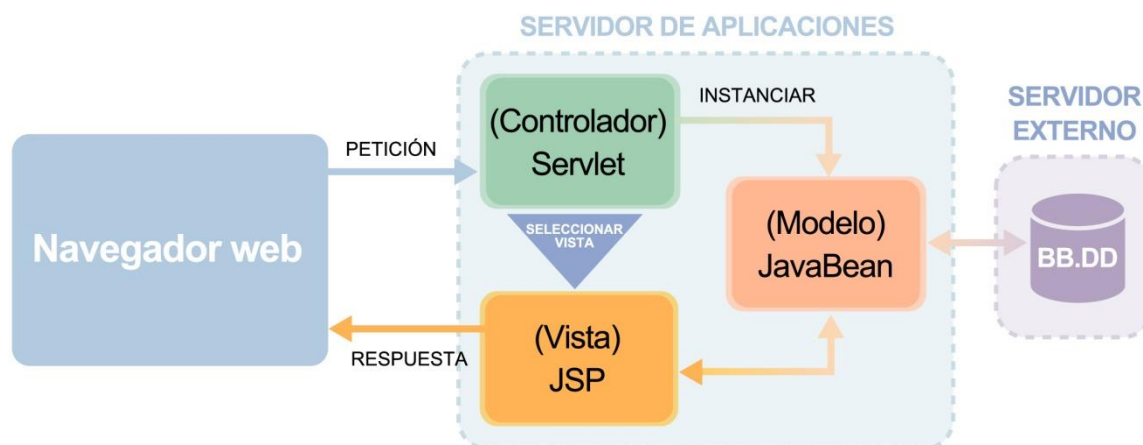 SERVIDOR DE APLICACIONES
(Controlador)
Servlet
INSTANCIAR
SERVIDOR
EXTERNO
PETICIÓN
Navegador web
SELECCIONAR
VISTA
(Modelo)
JavaBean
BB.DD
(Vista)
JSP
RESPUESTA